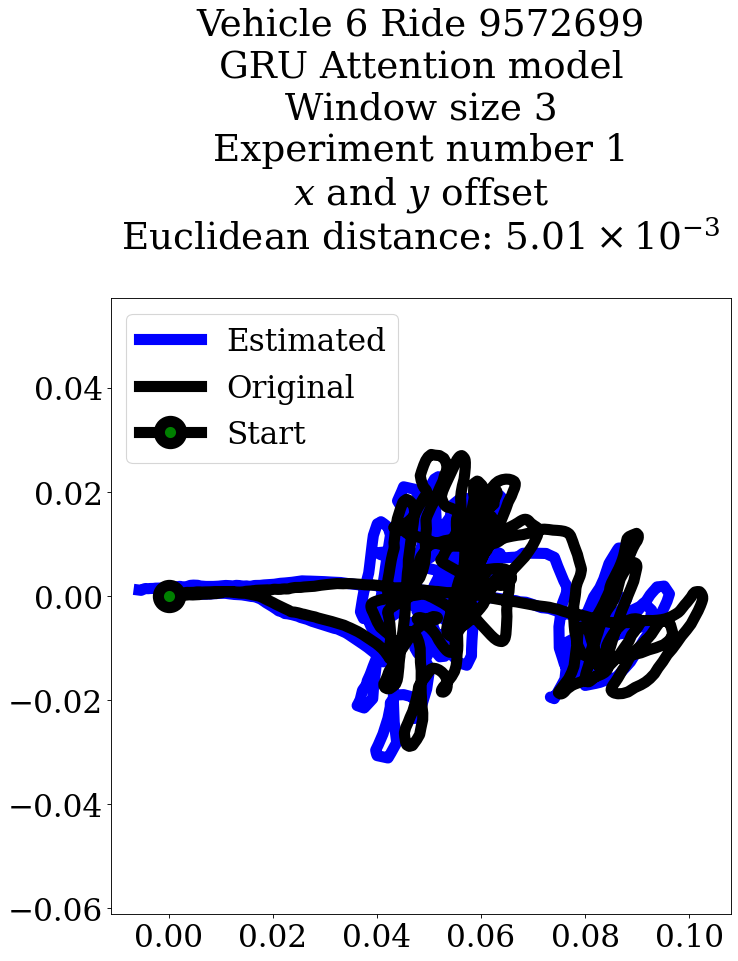 Vehicle 6 Ride 9572699
GRU Attention model
Window size 3
Experiment number 1
x and y offset
Euclidean distance: 5.01 × 10⁻³
Estimated
Original
Start
0.04
0.02
0.00
−0.02
−0.04
−0.06
0.00 0.02 0.04 0.06 0.08 0.10